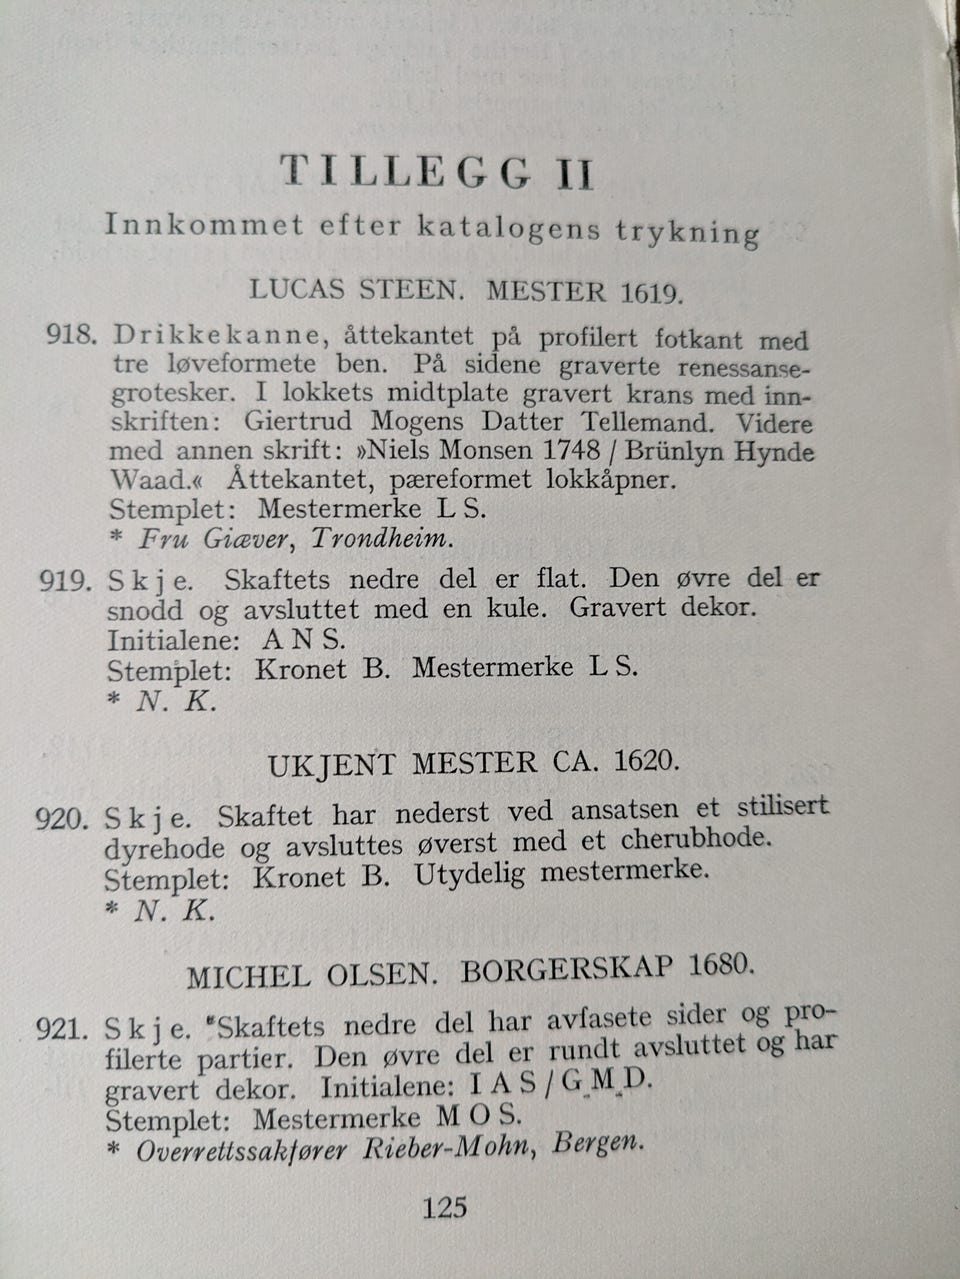 TILLEGG II
Innkommet efter katalogens trykning
LUCAS STEEN. MESTER 1619.
918. Drikkekanne, åttekantet på profilert fotkant med
tre løveformete ben. På sidene graverte renessanse-
grotesker. I lokkets midtplate gravert krans med inn-
skriften: Giertrud Mogens Datter Tellemand. Videre
med annen skrift: »Niels Monsen 1748 / Brünlyn Hynde
Waad.« Åttekantet, pæreformet lokkåpner.
Stemplet: Mestermerke L S.
* Fru Giæver, Trondheim.
919. Skje. Skaftets nedre del er flat. Den øvre del er
snodd og avsluttet med en kule. Gravert dekor.
Initialene: A N S.
Stemplet: Kronet B. Mestermerke L S.
* N. K.
UKJENT MESTER CA. 1620.
920. Skje. Skaftet har nederst ved ansatsen et stilisert
dyrehode og avsluttes øverst med et cherubhode.
Stemplet: Kronet B. Utydelig mestermerke.
* N. K.
MICHEL OLSEN. BORGERSKAP 1680.
921. Skje. Skaftets nedre del har avfasete sider og pro-
filerte partier. Den øvre del er rundt avsluttet og har
gravert dekor. Initialene: I A S / G M D.
Stemplet: Mestermerke M O S.
* Overrettssakfører Rieber-Mohn, Bergen.
125